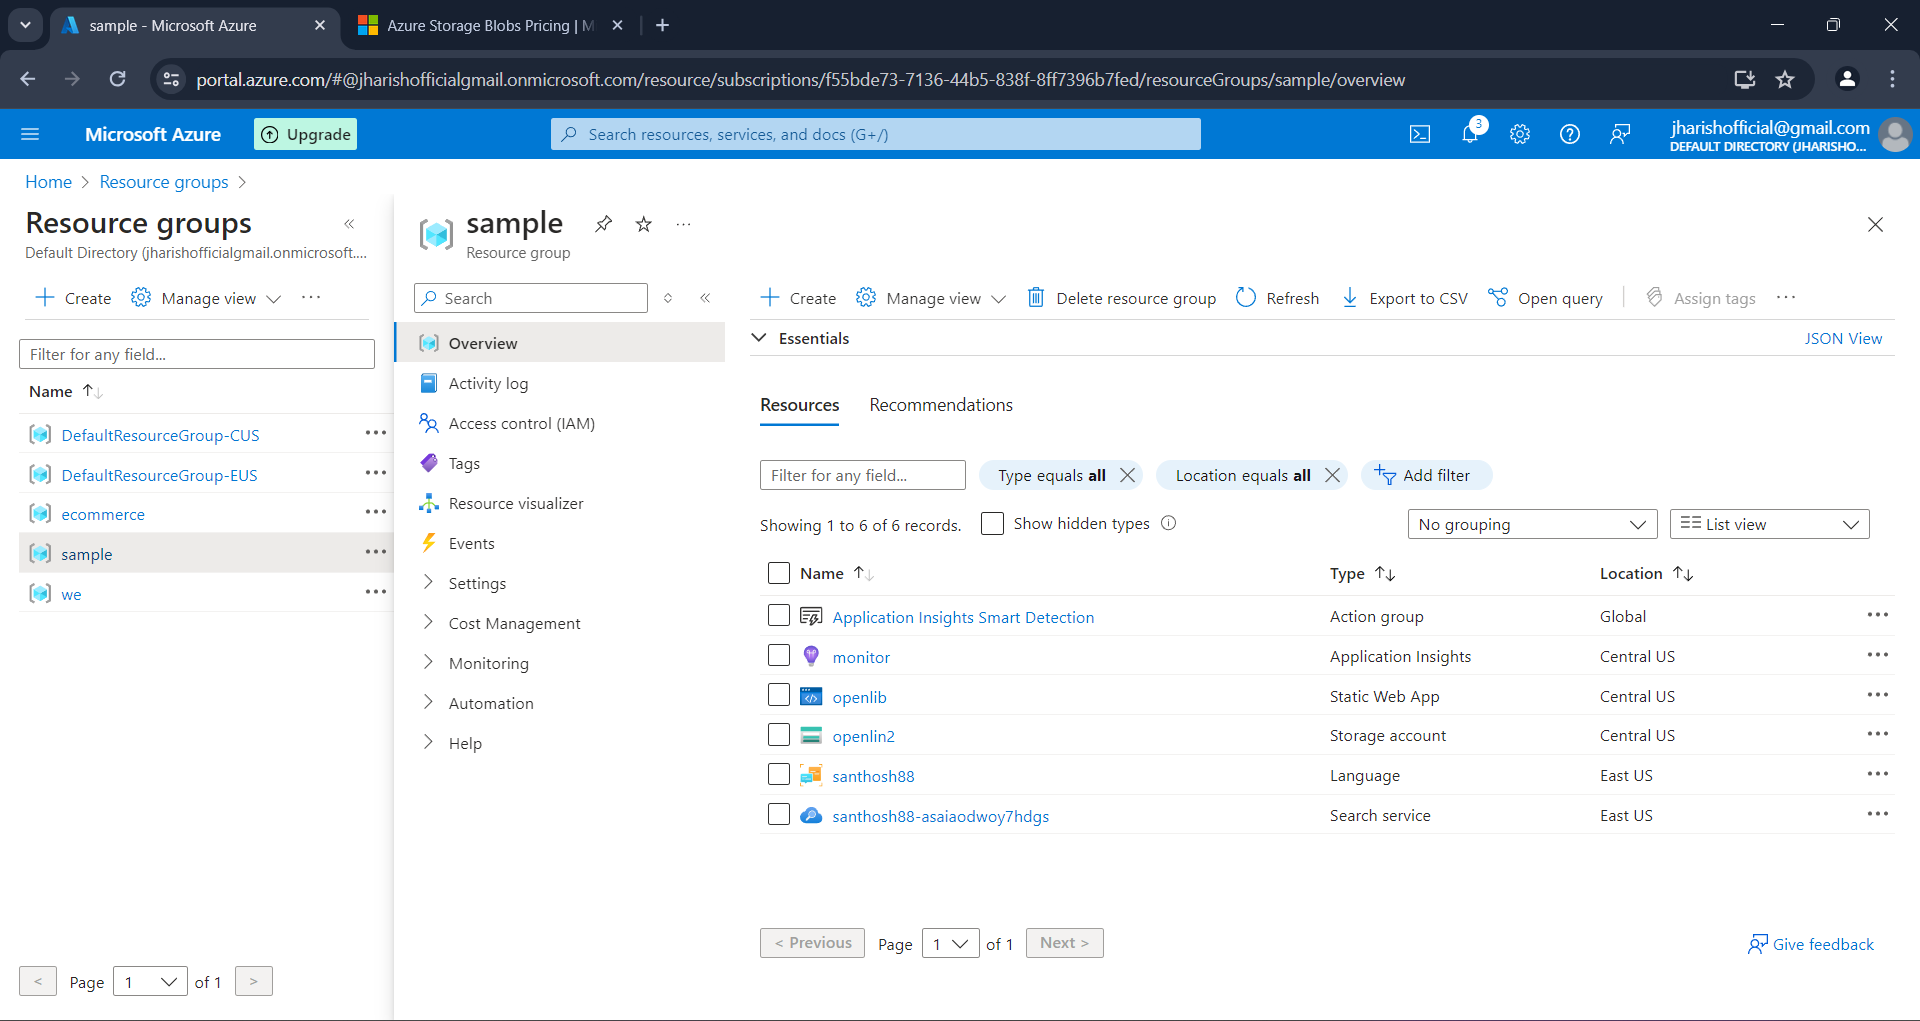 sample - Microsoft Azure
Azure Storage Blobs Pricing | M
portal.azure.com/#@jharishofficialgmail.onmicrosoft.com/resource/subscriptions/f55bde73-7136-44b5-838f-8ff7396b7fed/resourceGroups/sample/overview
Microsoft Azure
Upgrade
Search resources, services, and docs (G+/)
3
jharishofficial@gmail.com
DEFAULT DIRECTORY (JHARISHO...
Home > Resource groups >
Resource groups
Default Directory (jharishofficialgmail.onmicrosoft....
Create
Manage view
Filter for any field...
Name
DefaultResourceGroup-CUS
DefaultResourceGroup-EUS
ecommerce
sample
we
< Page 1 of 1 >
sample
Resource group
Search
Overview
Activity log
Access control (IAM)
Tags
Resource visualizer
Events
Settings
Cost Management
Monitoring
Automation
Help
Create
Manage view
Delete resource group
Refresh
Export to CSV
Open query
Assign tags
Essentials
JSON View
Resources
Recommendations
Filter for any field...
Type equals all
Location equals all
Add filter
Showing 1 to 6 of 6 records.
Show hidden types
No grouping
List view
Name Type Location
Application Insights Smart Detection Action group Global
monitor Application Insights Central US
openlib Static Web App Central US
openlin2 Storage account Central US
santhosh88 Language East US
santhosh88-asaiaodwoy7hdgs Search service East US
< Previous Page 1 of 1 Next >
Give feedback